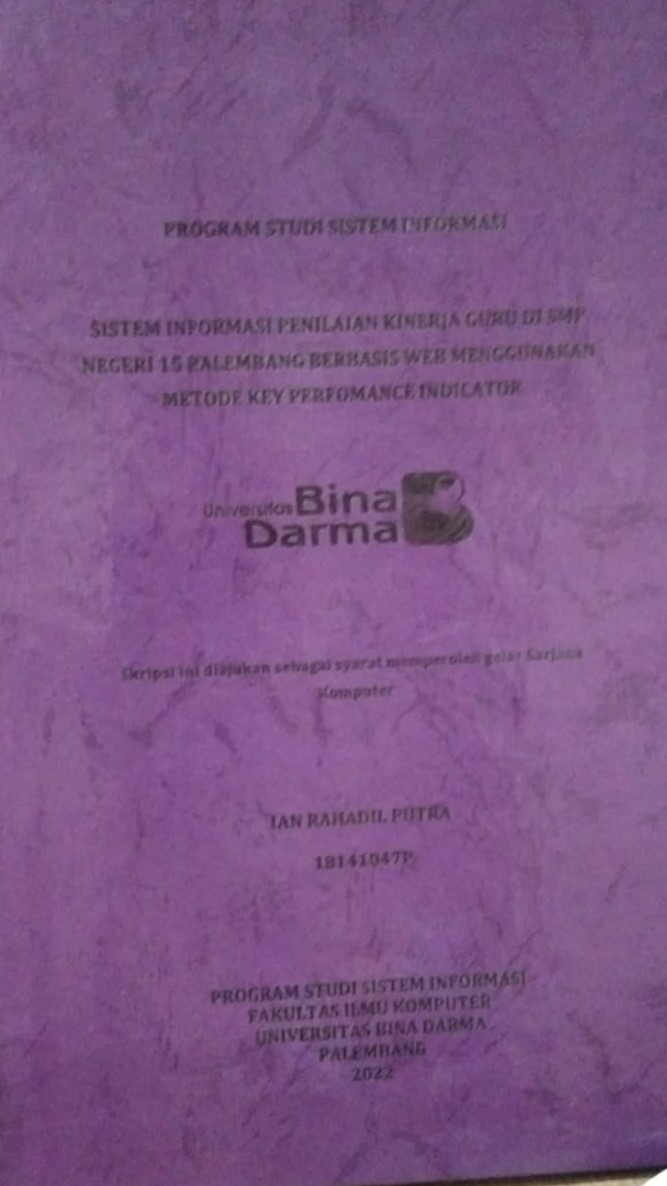 PROGRAM STUDI SISTEM INFORMASI
SISTEM INFORMASI PENILAIAN KINERJA GURU DI SMP
NEGERI 15 PALEMBANG BERBASIS WEB MENGGUNAKAN
METODE KEY PERFOMANCE INDICATOR
Universitas Bina
Darma
Skripsi ini diajukan sebagai syarat memperoleh gelar Sarjana
Komputer
IAN RAHADIL PUTRA
18141047P
PROGRAM STUDI SISTEM INFORMASI
FAKULTAS ILMU KOMPUTER
UNIVERSITAS BINA DARMA
PALEMBANG
2022